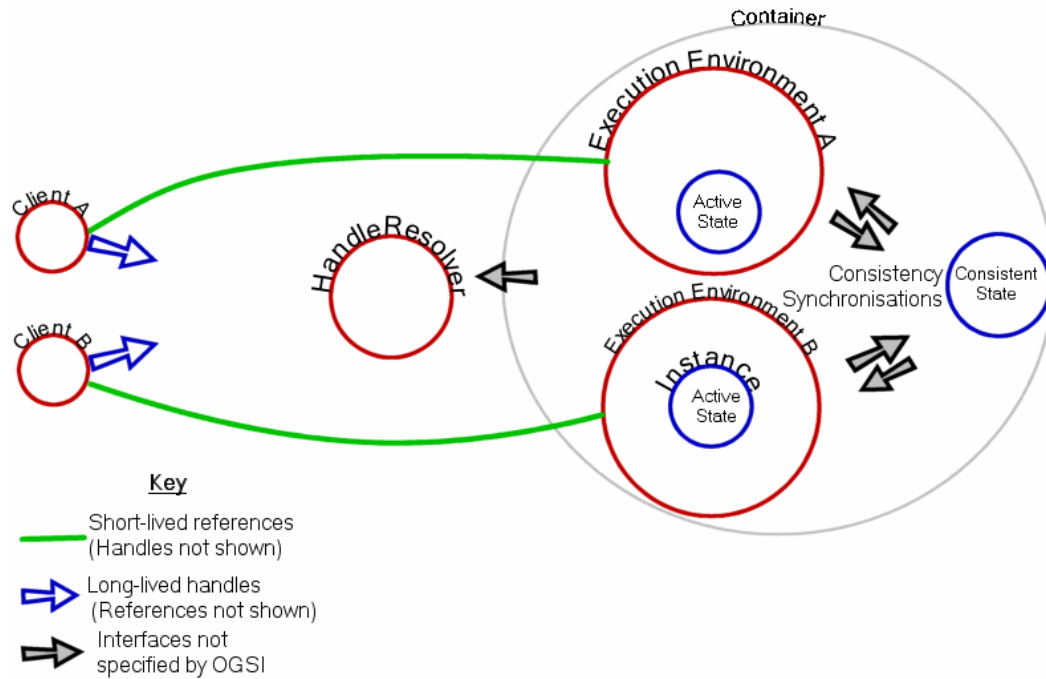 Container
Execution Environment A
Active
State
Client A
HandleResolver
Consistency
Synchronisations
Consistent
State
Client B
Execution Environment B
Instance
Active
State
Key
Short-lived references
(Handles not shown)
Long-lived handles
(References not shown)
Interfaces not
specified by OGSI